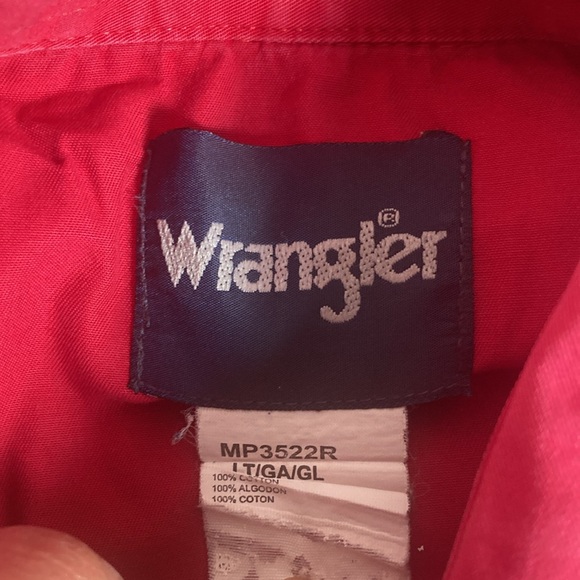 Wrangler®
MP3522R
LT/GA/GL
100% COTTON
100% ALGODON
100% COTON